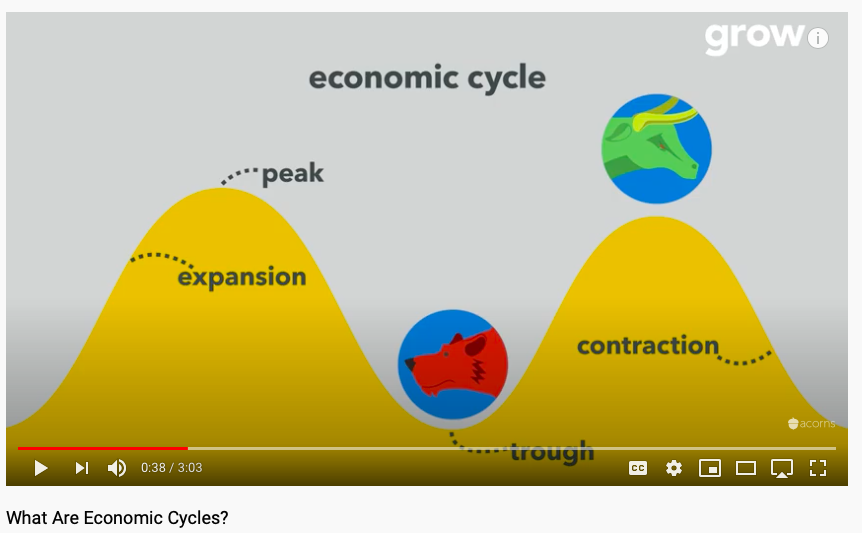 grow
economic cycle
peak
expansion
contraction
acorns
trough
0:38 / 3:03
CC
What Are Economic Cycles?